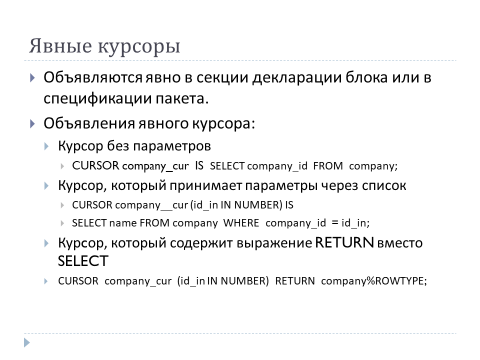 Явные курсоры
Объявляются явно в секции декларации блока или в
спецификации пакета.
Объявления явного курсора:
Курсор без параметров
CURSOR company_cur IS SELECT company_id FROM company;
Курсор, который принимает параметры через список
CURSOR company__cur (id_in IN NUMBER) IS
SELECT name FROM company WHERE company_id = id_in;
Курсор, который содержит выражение RETURN вместо
SELECT
CURSOR company_cur (id_in IN NUMBER) RETURN company%ROWTYPE;